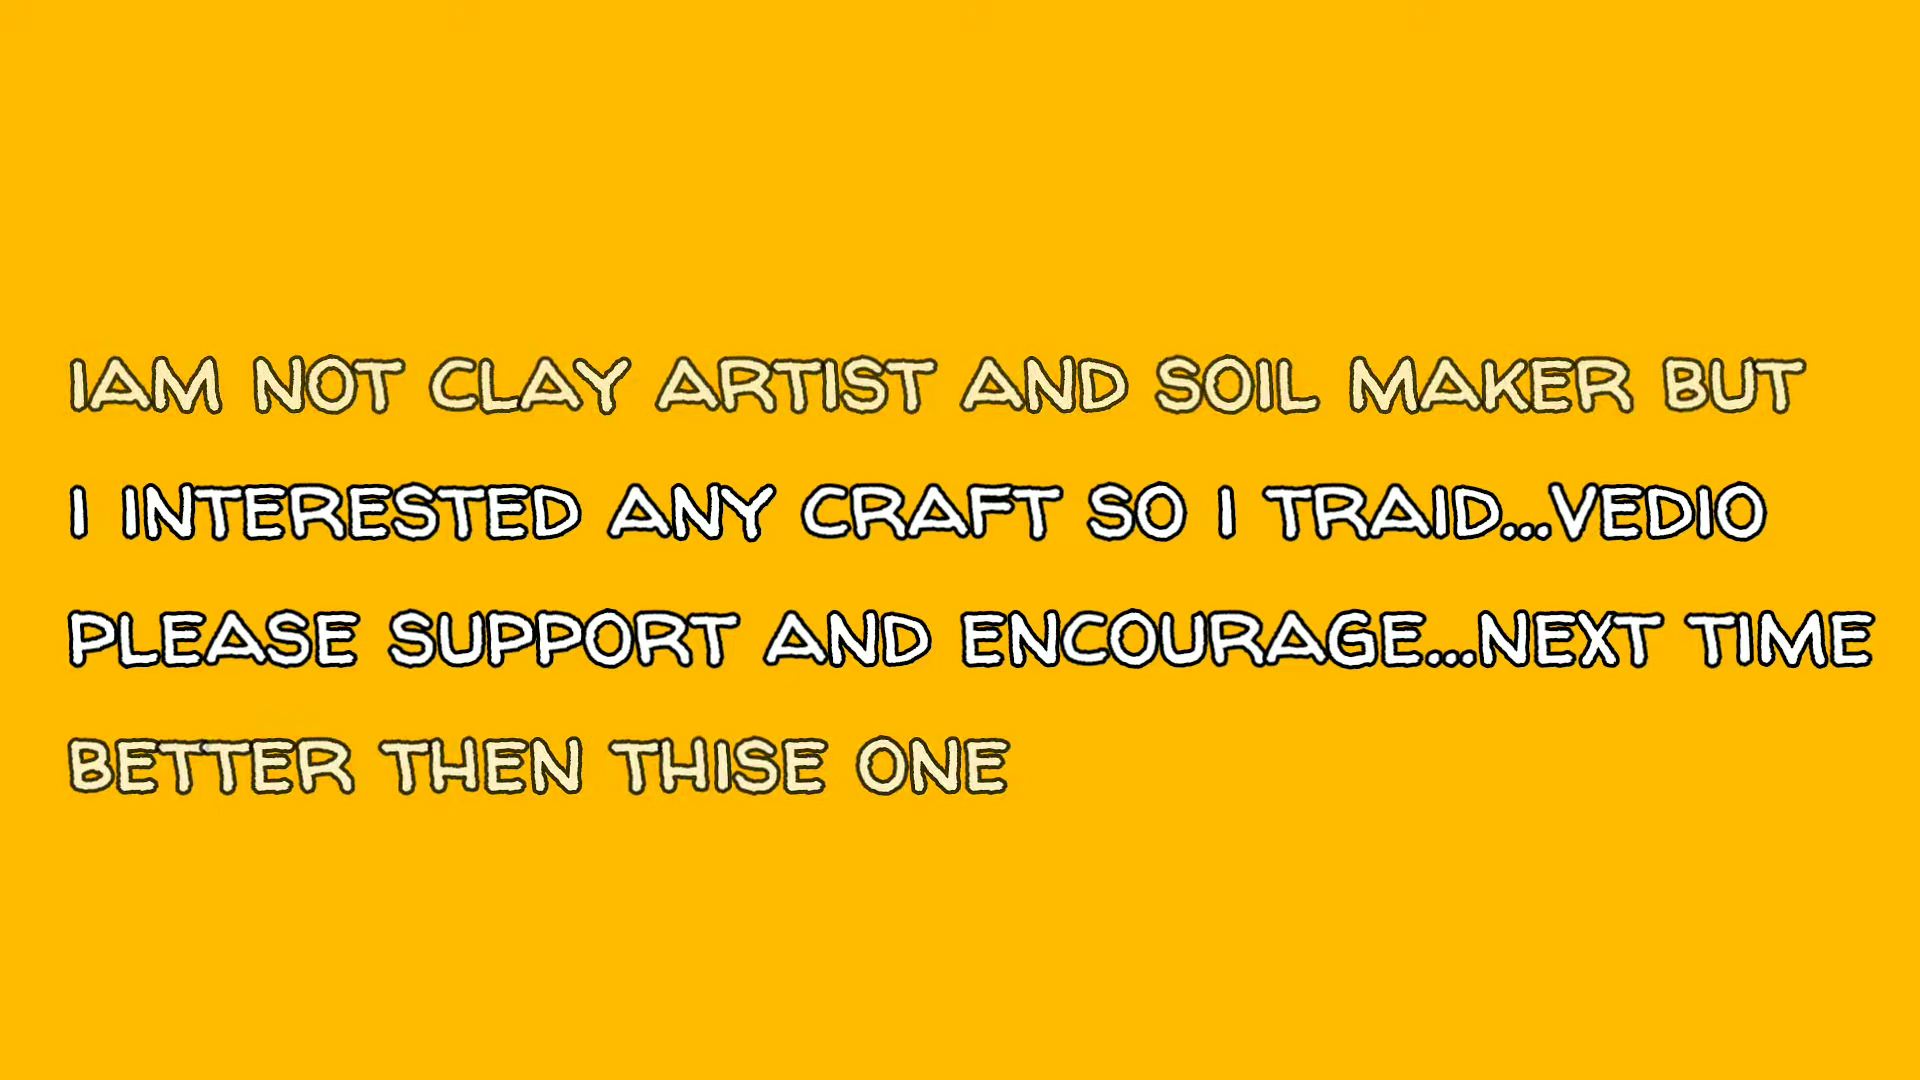 IAM NOT CLAY ARTIST AND SOIL MAKER BUT
I INTERESTED ANY CRAFT SO I TRAID...VEDIO
PLEASE SUPPORT AND ENCOURAGE...NEXT TIME
BETTER THEN THISE ONE